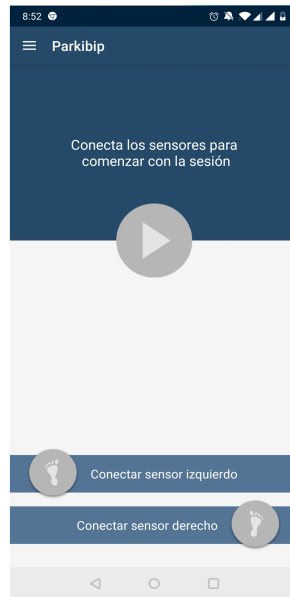 8:52
Parkibip
Conecta los sensores para
comenzar con la sesión
Conectar sensor izquierdo
Conectar sensor derecho